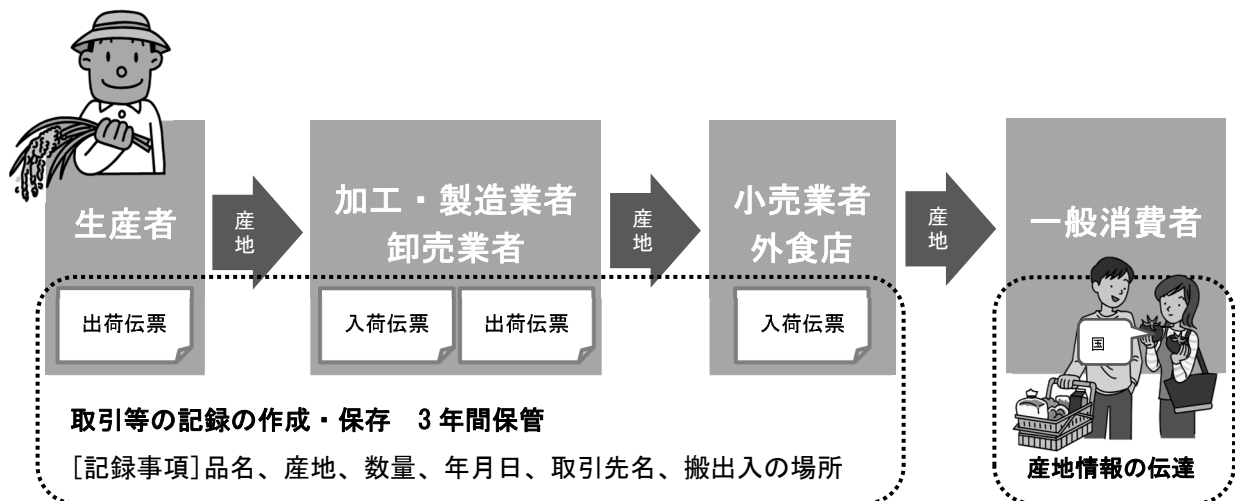 生産者
産地
加工・製造業者
卸売業者
産地
小売業者
外食店
産地
一般消費者
出荷伝票
入荷伝票
出荷伝票
入荷伝票
国
取引等の記録の作成・保存　3年間保管
[記録事項]品名、産地、数量、年月日、取引先名、搬出入の場所
産地情報の伝達